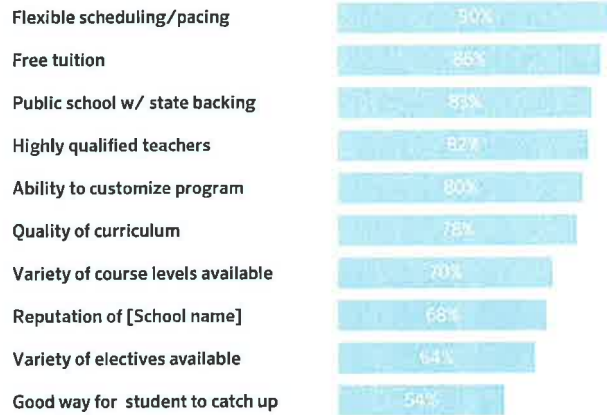 Flexible scheduling/pacing 90%
Free tuition 86%
Public school w/ state backing 83%
Highly qualified teachers 82%
Ability to customize program 80%
Quality of curriculum 78%
Variety of course levels available 70%
Reputation of [School name] 68%
Variety of electives available 64%
Good way for student to catch up 54%